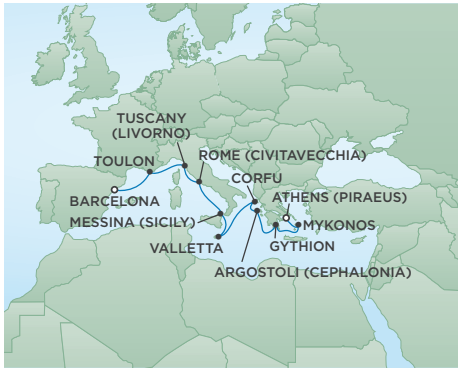 TUSCANY
(LIVORNO)
TOULON
ROME (CIVITAVECCHIA)
CORFU
BARCELONA
ATHENS (PIRAEUS)
MESSINA (SICILY)
MYKONOS
VALLETTA
GYTHION
ARGOSTOLI (CEPHALONIA)